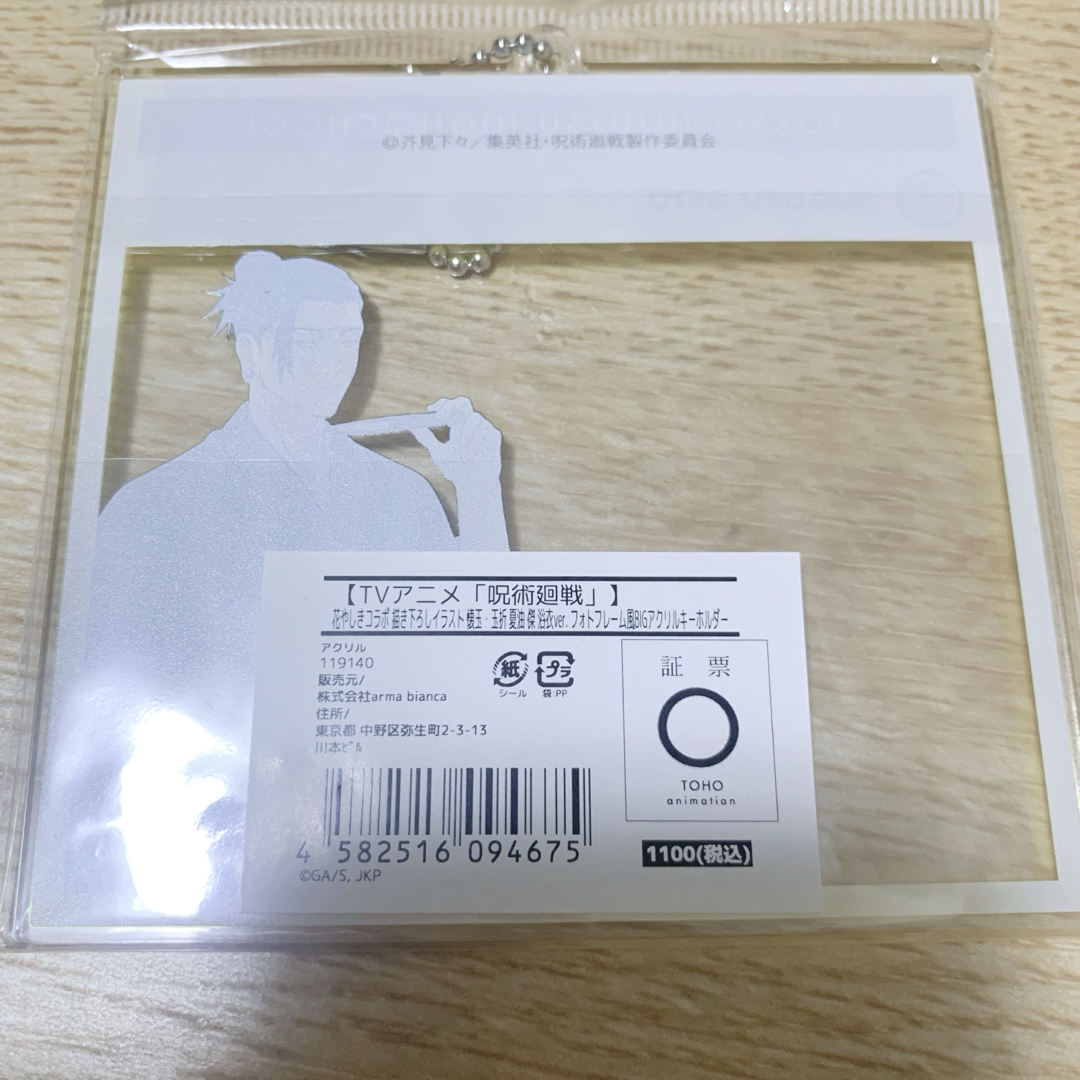 TOKYO JUJUTSU HIGH SCHOOL
©芥見下々／集英社・呪術廻戦製作委員会
SUGURU GETO
【TVアニメ「呪術廻戦」】
花やしきコラボ 描き下ろしイラスト 懐玉・玉折 夏油 傑 浴衣ver. フォトフレーム風BIGアクリルキーホルダー
アクリル
119140
販売元/
株式会社arma bianca
住所/
東京都 中野区弥生町2-3-13
川本ビル
紙
シール
プラ
袋:PP
証 票
TOHO
animation
4 582516 094675
1100(税込)
©GA/S, JKP